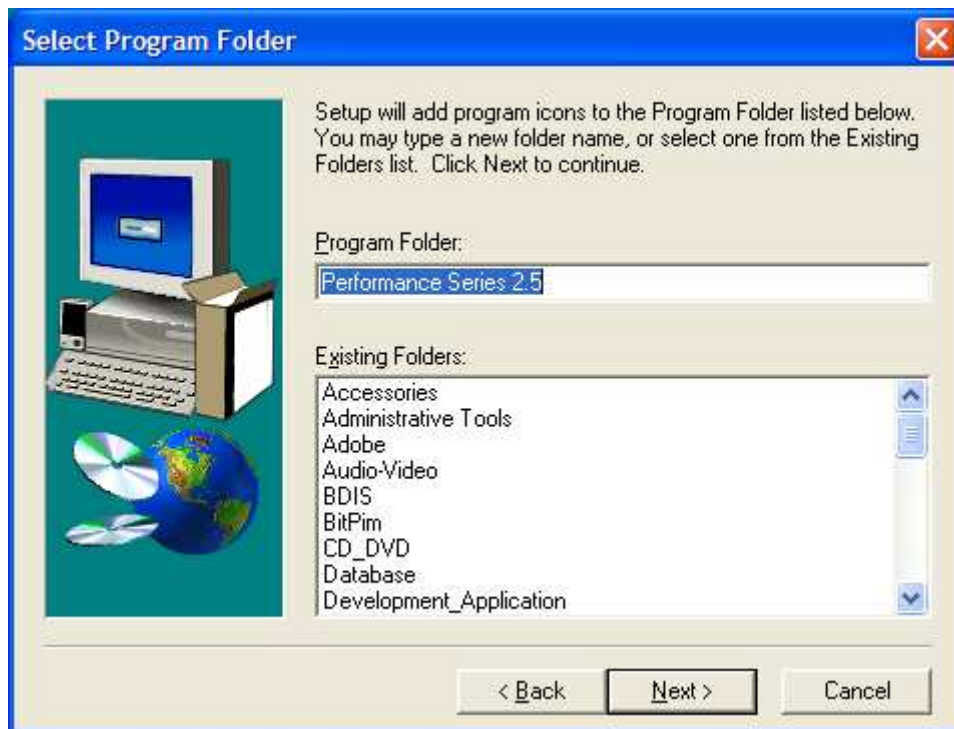 Select Program Folder
Setup will add program icons to the Program Folder listed below.
You may type a new folder name, or select one from the Existing
Folders list.  Click Next to continue.
Program Folder:
Performance Series 2.5
Existing Folders:
Accessories
Administrative Tools
Adobe
Audio-Video
BDIS
BitPim
CD_DVD
Database
Development_Application
< Back
Next >
Cancel